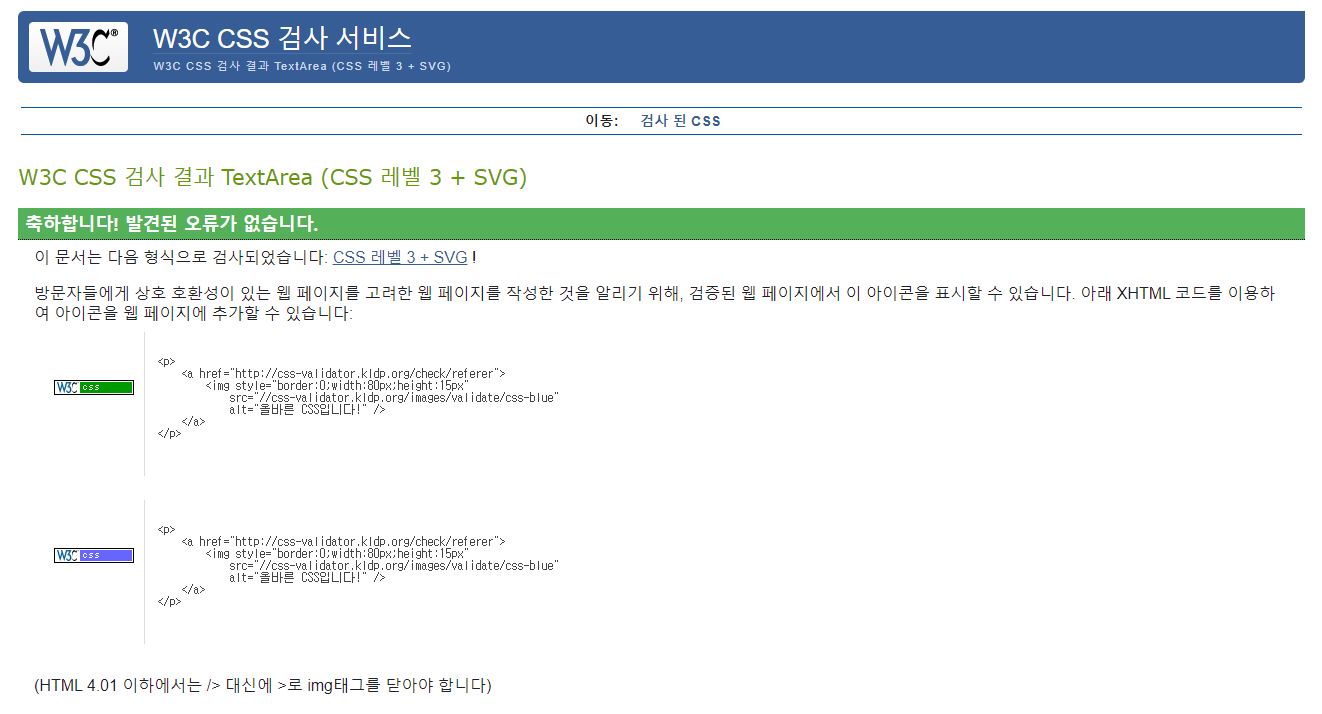 W3C®
W3C CSS 검사 서비스
W3C CSS 검사 결과 TextArea (CSS 레벨 3 + SVG)
이동: 검사 된 CSS
W3C CSS 검사 결과 TextArea (CSS 레벨 3 + SVG)
축하합니다! 발견된 오류가 없습니다.
이 문서는 다음 형식으로 검사되었습니다: CSS 레벨 3 + SVG !
방문자들에게 상호 호환성이 있는 웹 페이지를 고려한 웹 페이지를 작성한 것을 알리기 위해, 검증된 웹 페이지에서 이 아이콘을 표시할 수 있습니다. 아래 XHTML 코드를 이용하
여 아이콘을 웹 페이지에 추가할 수 있습니다:
W3C css
<p>
<a href="http://css-validator.kldp.org/check/referer">
<img style="border:0;width:80px;height:15px"
src="//css-validator.kldp.org/images/validate/css-blue"
alt="올바른 CSS입니다!" />
</a>
</p>
W3C css
<p>
<a href="http://css-validator.kldp.org/check/referer">
<img style="border:0;width:80px;height:15px"
src="//css-validator.kldp.org/images/validate/css-blue"
alt="올바른 CSS입니다!" />
</a>
</p>
(HTML 4.01 이하에서는 /> 대신에 >로 img태그를 닫아야 합니다)